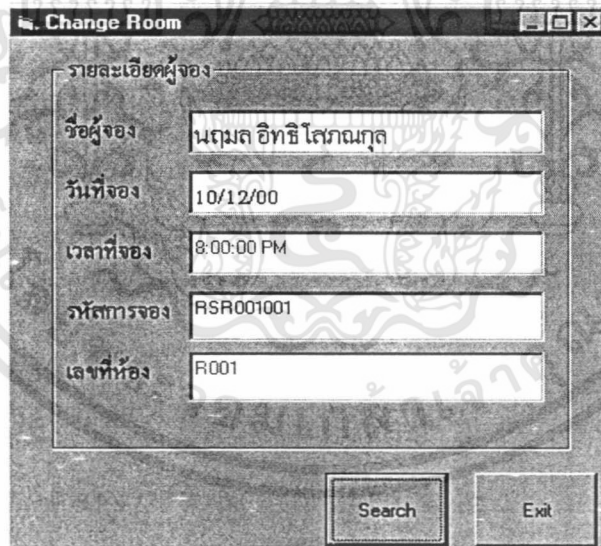 Change Room
รายละเอียดผู้จอง
ชื่อผู้จอง นฤมล อิทธิโสภณกุล
วันที่จอง 10/12/00
เวลาที่จอง 8:00:00 PM
รหัสการจอง RSR001001
เลขที่ห้อง R001
Search Exit